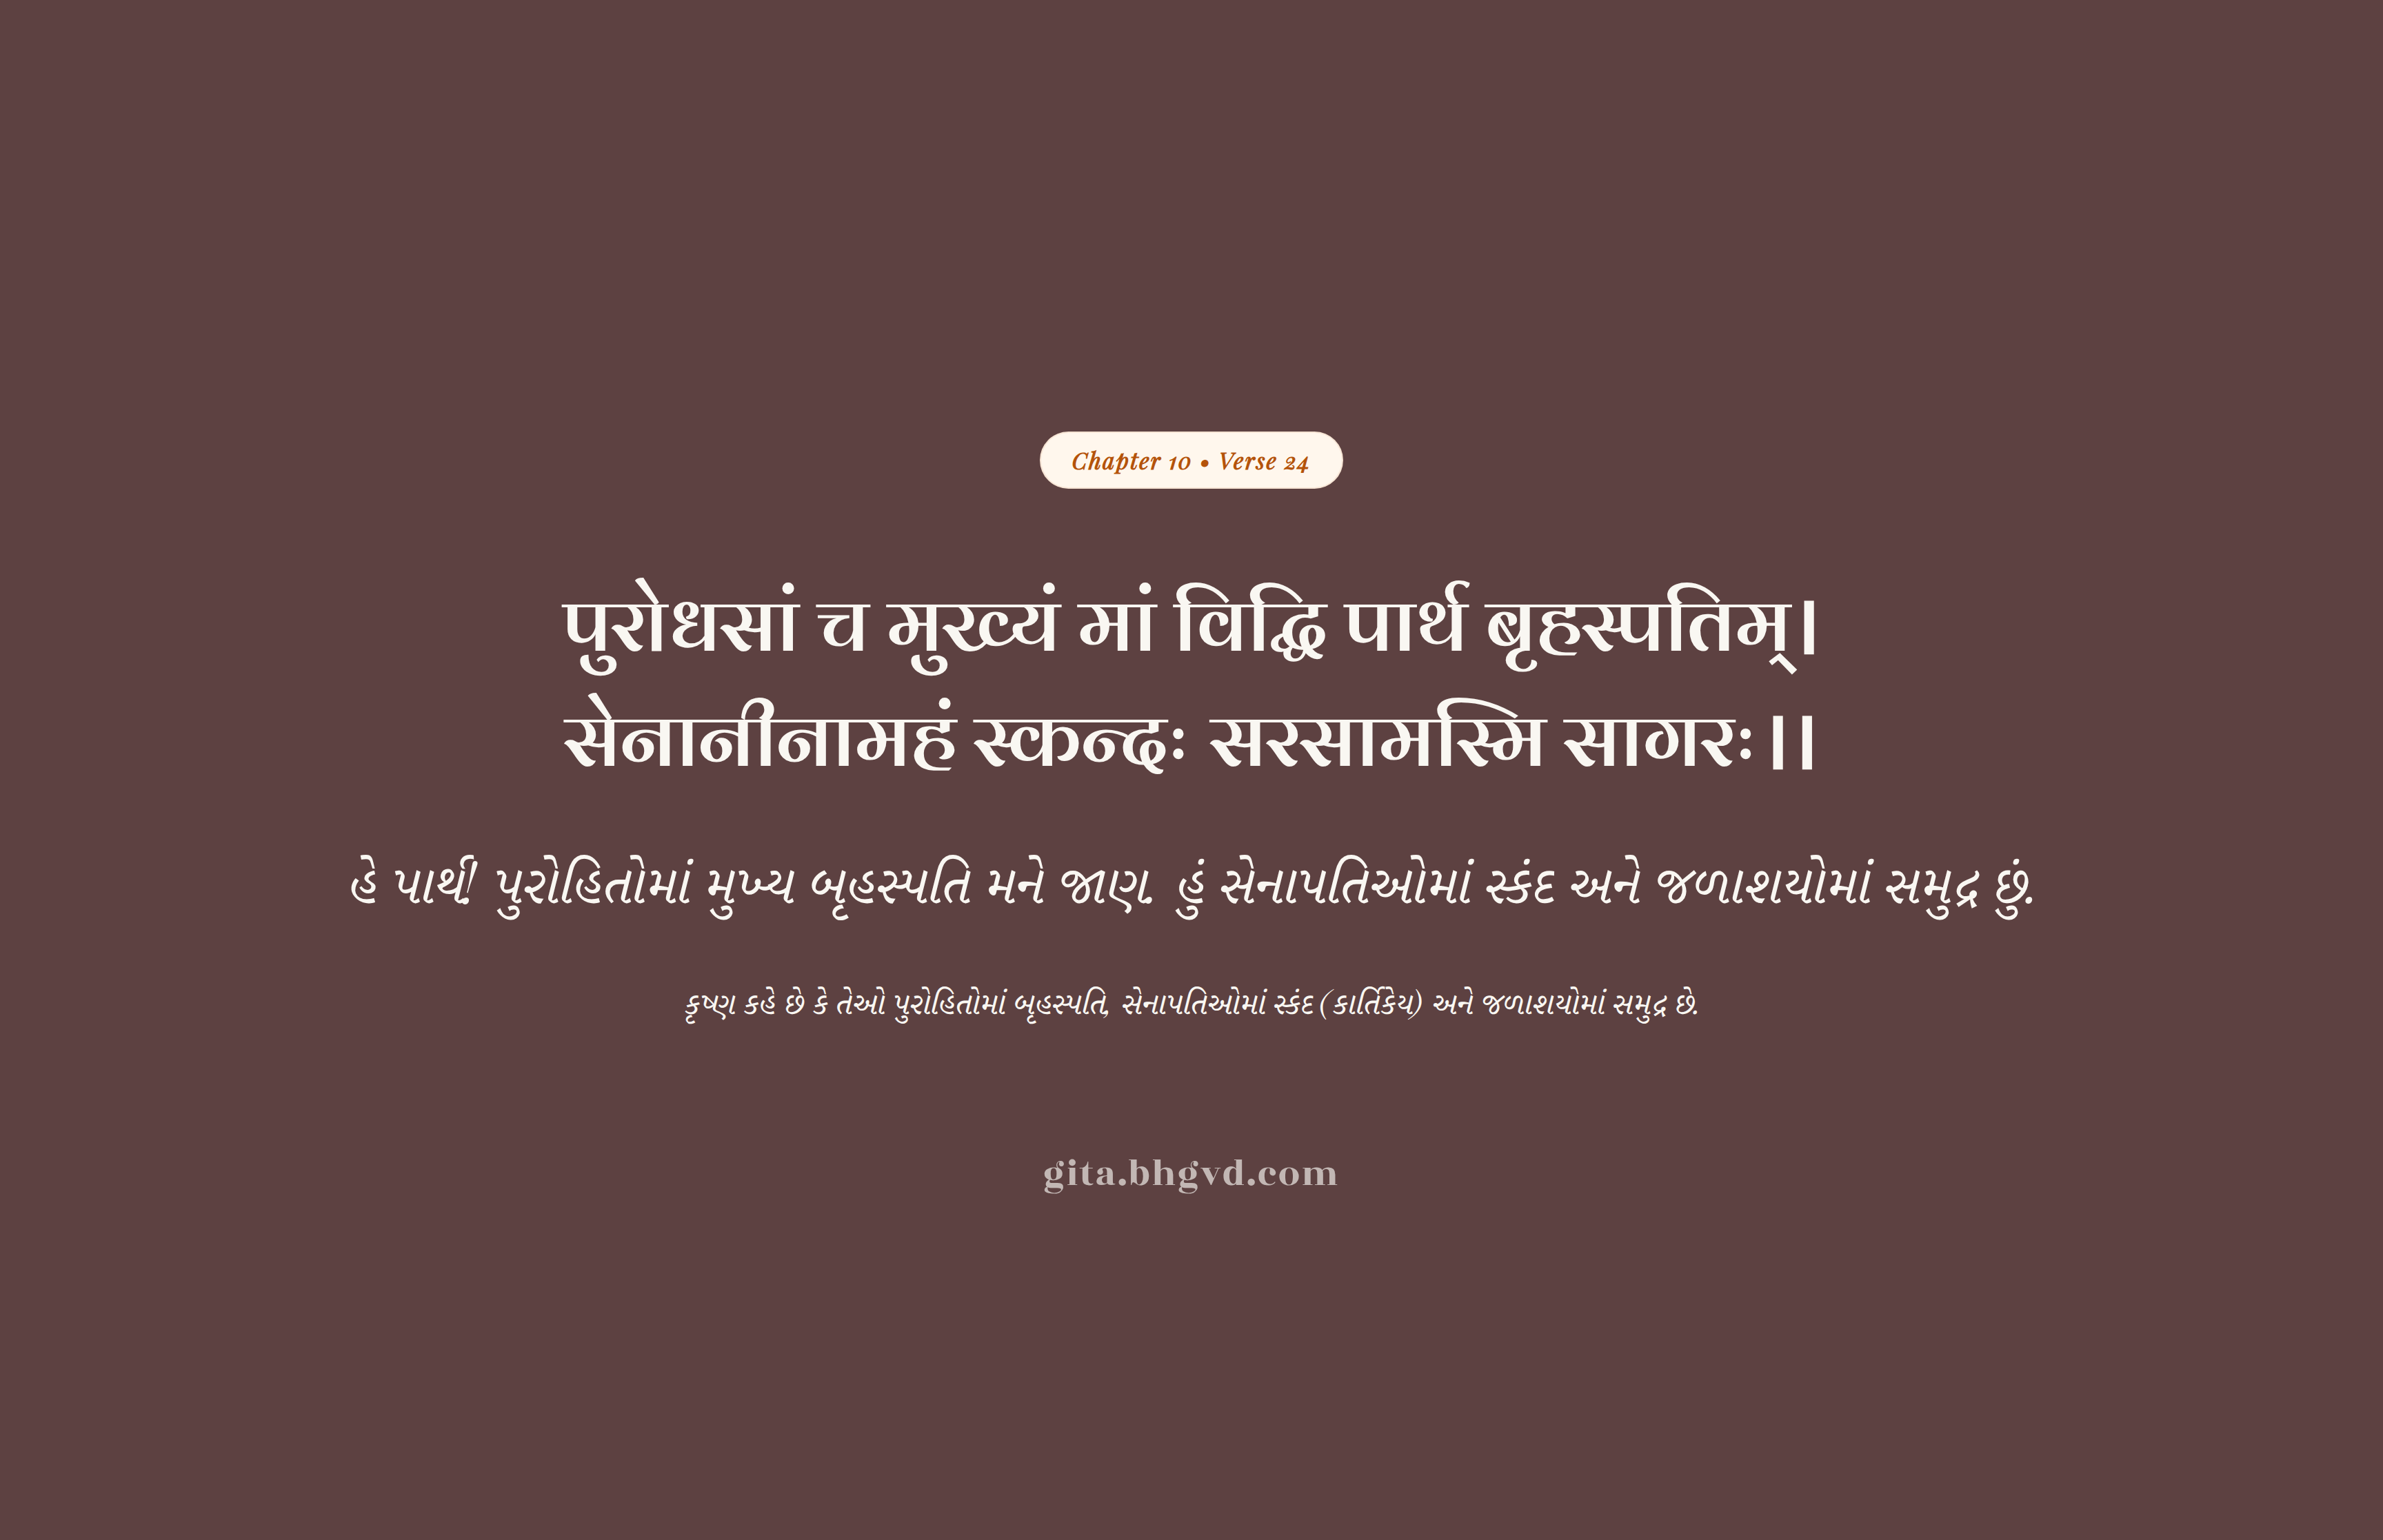 Chapter 10 • Verse 24
पुरोधसां च मुख्यं मां विद्धि पार्थ बृहस्पतिम्।
सेनानीनामहं स्कन्दः सरसामस्मि सागरः।।
હે પાર્થ! પુરોહિતોમાં મુખ્ય બૃહસ્પતિ મને જાણ. હું સેનાપતિઓમાં સ્કંદ અને જળાશયોમાં સમુદ્ર છું.
કૃષ્ણ કહે છે કે તેઓ પુરોહિતોમાં બૃહસ્પતિ, સેનાપતિઓમાં સ્કંદ (કાર્તિકેય) અને જળાશયોમાં સમુદ્ર છે.
gita.bhgvd.com